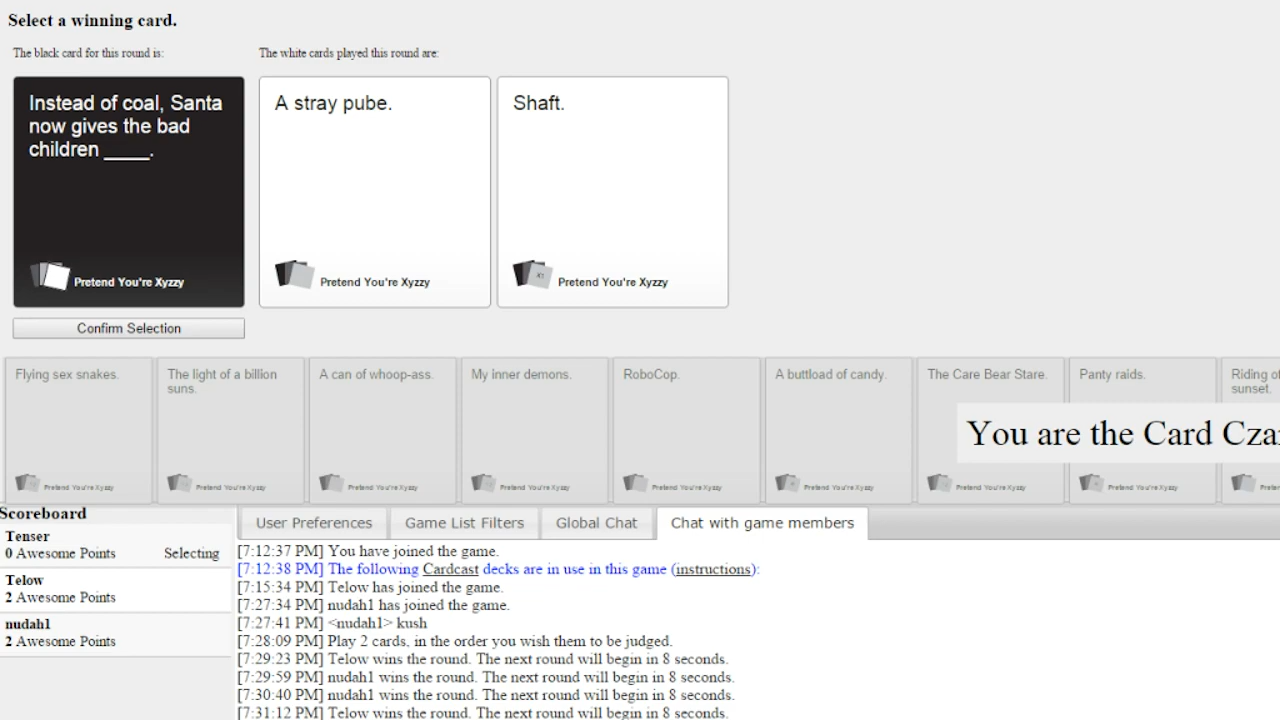 Select a winning card.
The black card for this round is:
The white cards played this round are:
Instead of coal, Santa
now gives the bad
children ____.
Pretend You're Xyzzy
A stray pube.
Pretend You're Xyzzy
Shaft.
X1
Pretend You're Xyzzy
Confirm Selection
Flying sex snakes.
Pretend You're Xyzzy
The light of a billion
suns.
Pretend You're Xyzzy
A can of whoop-ass.
Pretend You're Xyzzy
My inner demons.
Pretend You're Xyzzy
RoboCop.
Pretend You're Xyzzy
A buttload of candy.
Pretend You're Xyzzy
The Care Bear Stare.
Pretend You're Xyzzy
Panty raids.
Pretend You're Xyzzy
Riding
sunset.
You are the Card
Scoreboard
Tenser
0 Awesome Points Selecting
Telow
2 Awesome Points
nudah1
2 Awesome Points
User Preferences
Game List Filters
Global Chat
Chat with game members
[7:12:37 PM] You have joined the game.
[7:12:38 PM] The following Cardcast decks are in use in this game (instructions):
[7:15:34 PM] Telow has joined the game.
[7:27:34 PM] nudah1 has joined the game.
[7:27:41 PM] <nudah1> kush
[7:28:09 PM] Play 2 cards, in the order you wish them to be judged.
[7:29:23 PM] Telow wins the round. The next round will begin in 8 seconds.
[7:29:59 PM] nudah1 wins the round. The next round will begin in 8 seconds.
[7:30:40 PM] nudah1 wins the round. The next round will begin in 8 seconds.
[7:31:12 PM] Telow wins the round. The next round will begin in 8 seconds.